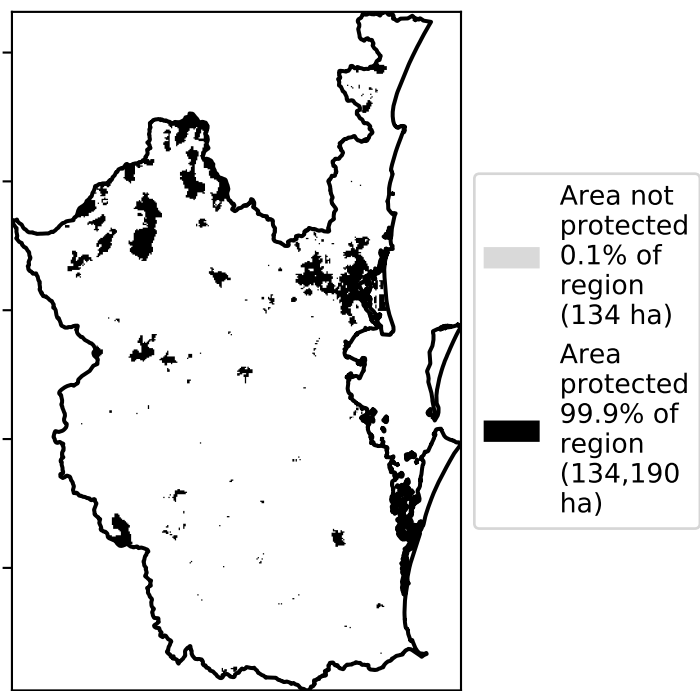 Area not
protected
0.1% of
region
(134 ha)
Area
protected
99.9% of
region
(134,190
ha)